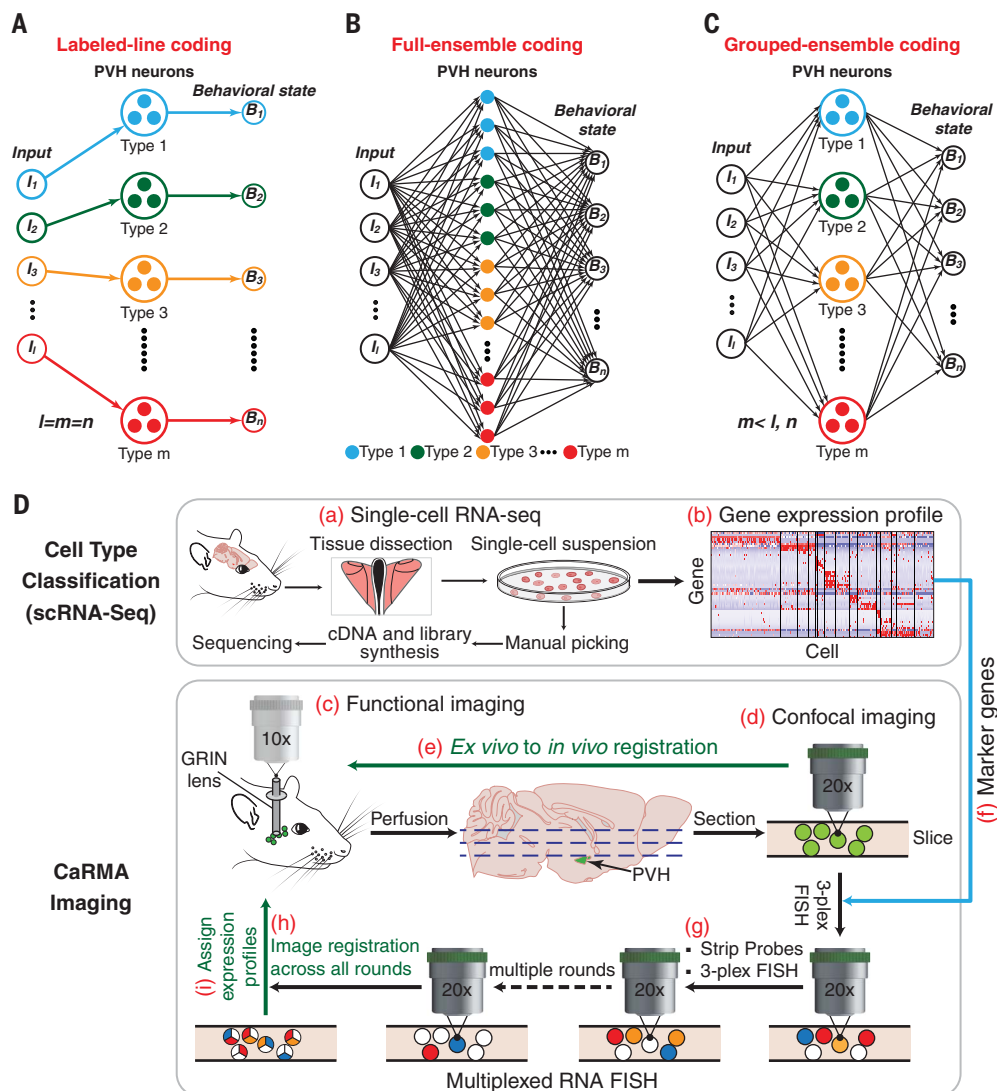 A
Labeled-line coding
PVH neurons
Behavioral state
Input
I1
I2
I3
Il
Type 1
Type 2
Type 3
Type m
B1
B2
B3
Bn
l=m=n
B
Full-ensemble coding
PVH neurons
Behavioral
state
Input
I1
I2
I3
Il
B1
B2
B3
Bn
Type 1 Type 2 Type 3 ••• Type m
C
Grouped-ensemble coding
PVH neurons
Behavioral
state
Input
I1
I2
I3
Il
Type 1
Type 2
Type 3
Type m
B1
B2
B3
Bn
m< l, n
D
Cell Type
Classification
(scRNA-Seq)
(a) Single-cell RNA-seq
Tissue dissection
Single-cell suspension
Manual picking
cDNA and library
synthesis
Sequencing
(b) Gene expression profile
Gene
Cell
(f) Marker genes
CaRMA
Imaging
(c) Functional imaging
10x
GRIN
lens
(d) Confocal imaging
20x
(e) Ex vivo to in vivo registration
Perfusion
PVH
Section
Slice
3-plex
FISH
(g)
▪ Strip Probes
▪ 3-plex FISH
20x
20x
multiple rounds
20x
(h)
Image registration
across all rounds
(i) Assign
expression
profiles
Multiplexed RNA FISH